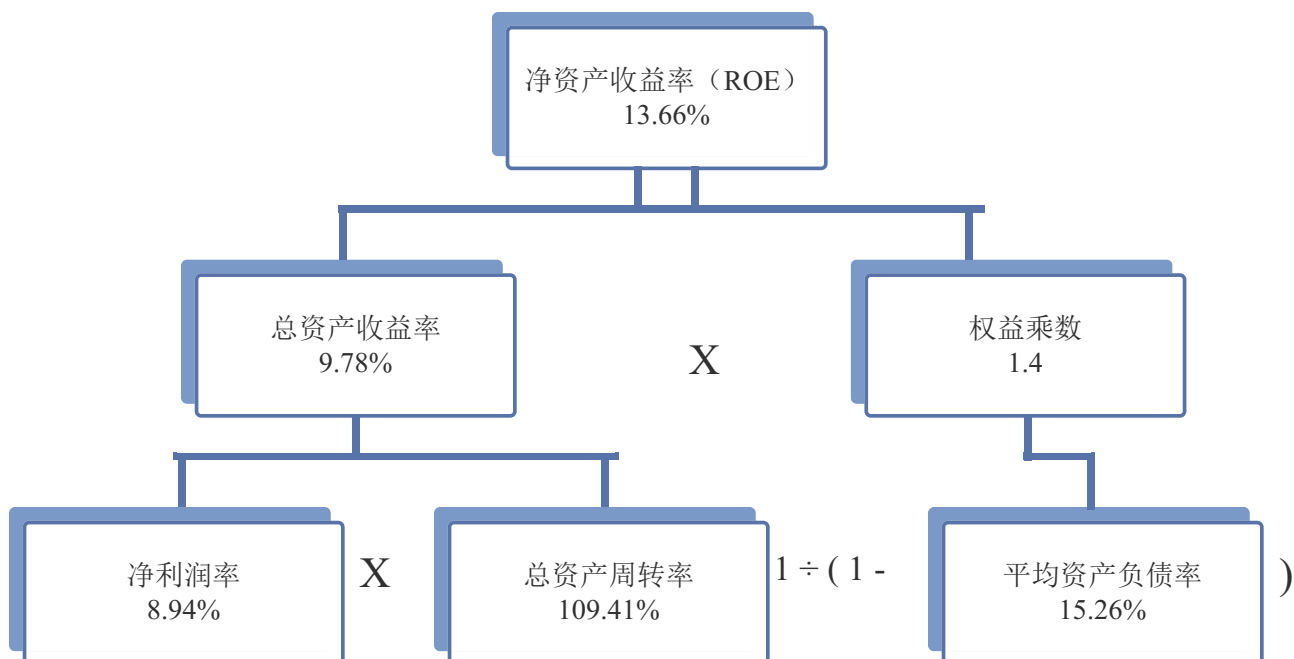 净资产收益率（ROE）
13.66%
总资产收益率
9.78%
X
权益乘数
1.4
净利润率
8.94%
X
总资产周转率
109.41%
1 ÷ ( 1 -
平均资产负债率
15.26%
)